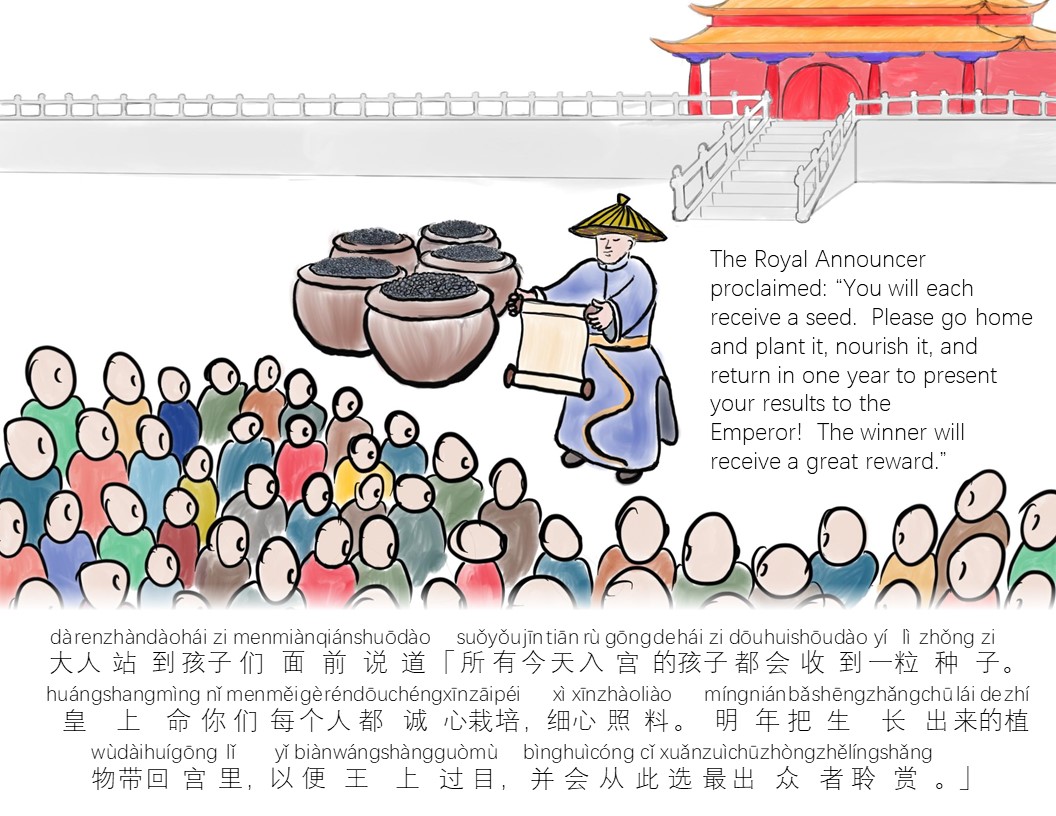 The Royal Announcer
proclaimed: “You will each
receive a seed.  Please go home
and plant it, nourish it, and
return in one year to present
your results to the
Emperor!  The winner will
receive a great reward.”
dàrenzhàndàohái zi menmiànqiánshuōdào suǒyǒujīntiān rù gōngdehái zi dōuhuishōudào yí lì zhǒng zi
大人站到孩子们面前说道「所有今天入宫的孩子都会收到一粒种子。
huángshangmìng nǐ menměigèréndōuchéngxīnzāipéi xì xīnzhàoliào míngniánbǎshēngzhǎngchū lái dezhí
皇上命你们每个人都诚心栽培，细心照料。明年把生长出来的植
wùdàihuígōng lǐ yǐ biànwángshàngguòmù bìnghuìcóng cǐ xuǎnzuìchūzhòngzhělíngshǎng
物带回宫里，以便王上过目，并会从此选最出众者聆赏。」